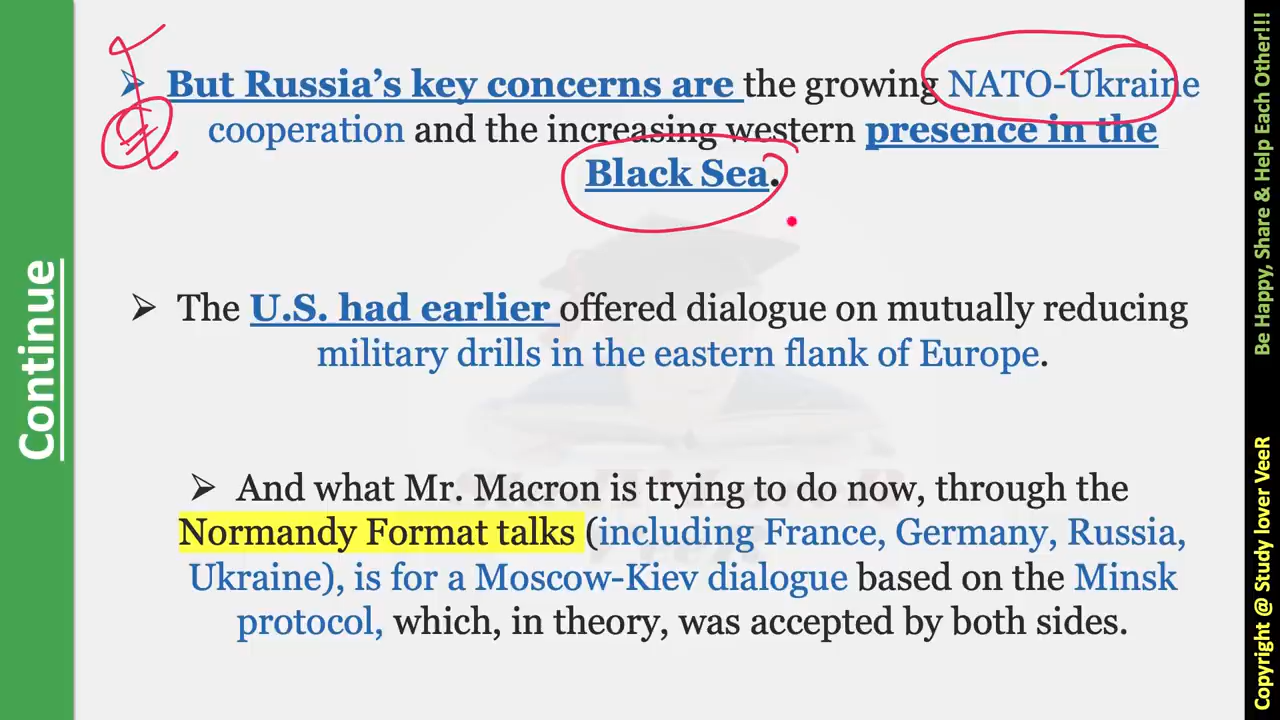 Continue
➢ But Russia's key concerns are the growing NATO-Ukraine
cooperation and the increasing western presence in the
Black Sea.
➢ The U.S. had earlier offered dialogue on mutually reducing
military drills in the eastern flank of Europe.
➢ And what Mr. Macron is trying to do now, through the
Normandy Format talks (including France, Germany, Russia,
Ukraine), is for a Moscow-Kiev dialogue based on the Minsk
protocol, which, in theory, was accepted by both sides.
Be Happy, Share & Help Each Other!!!
Copyright @ Study lover VeeR